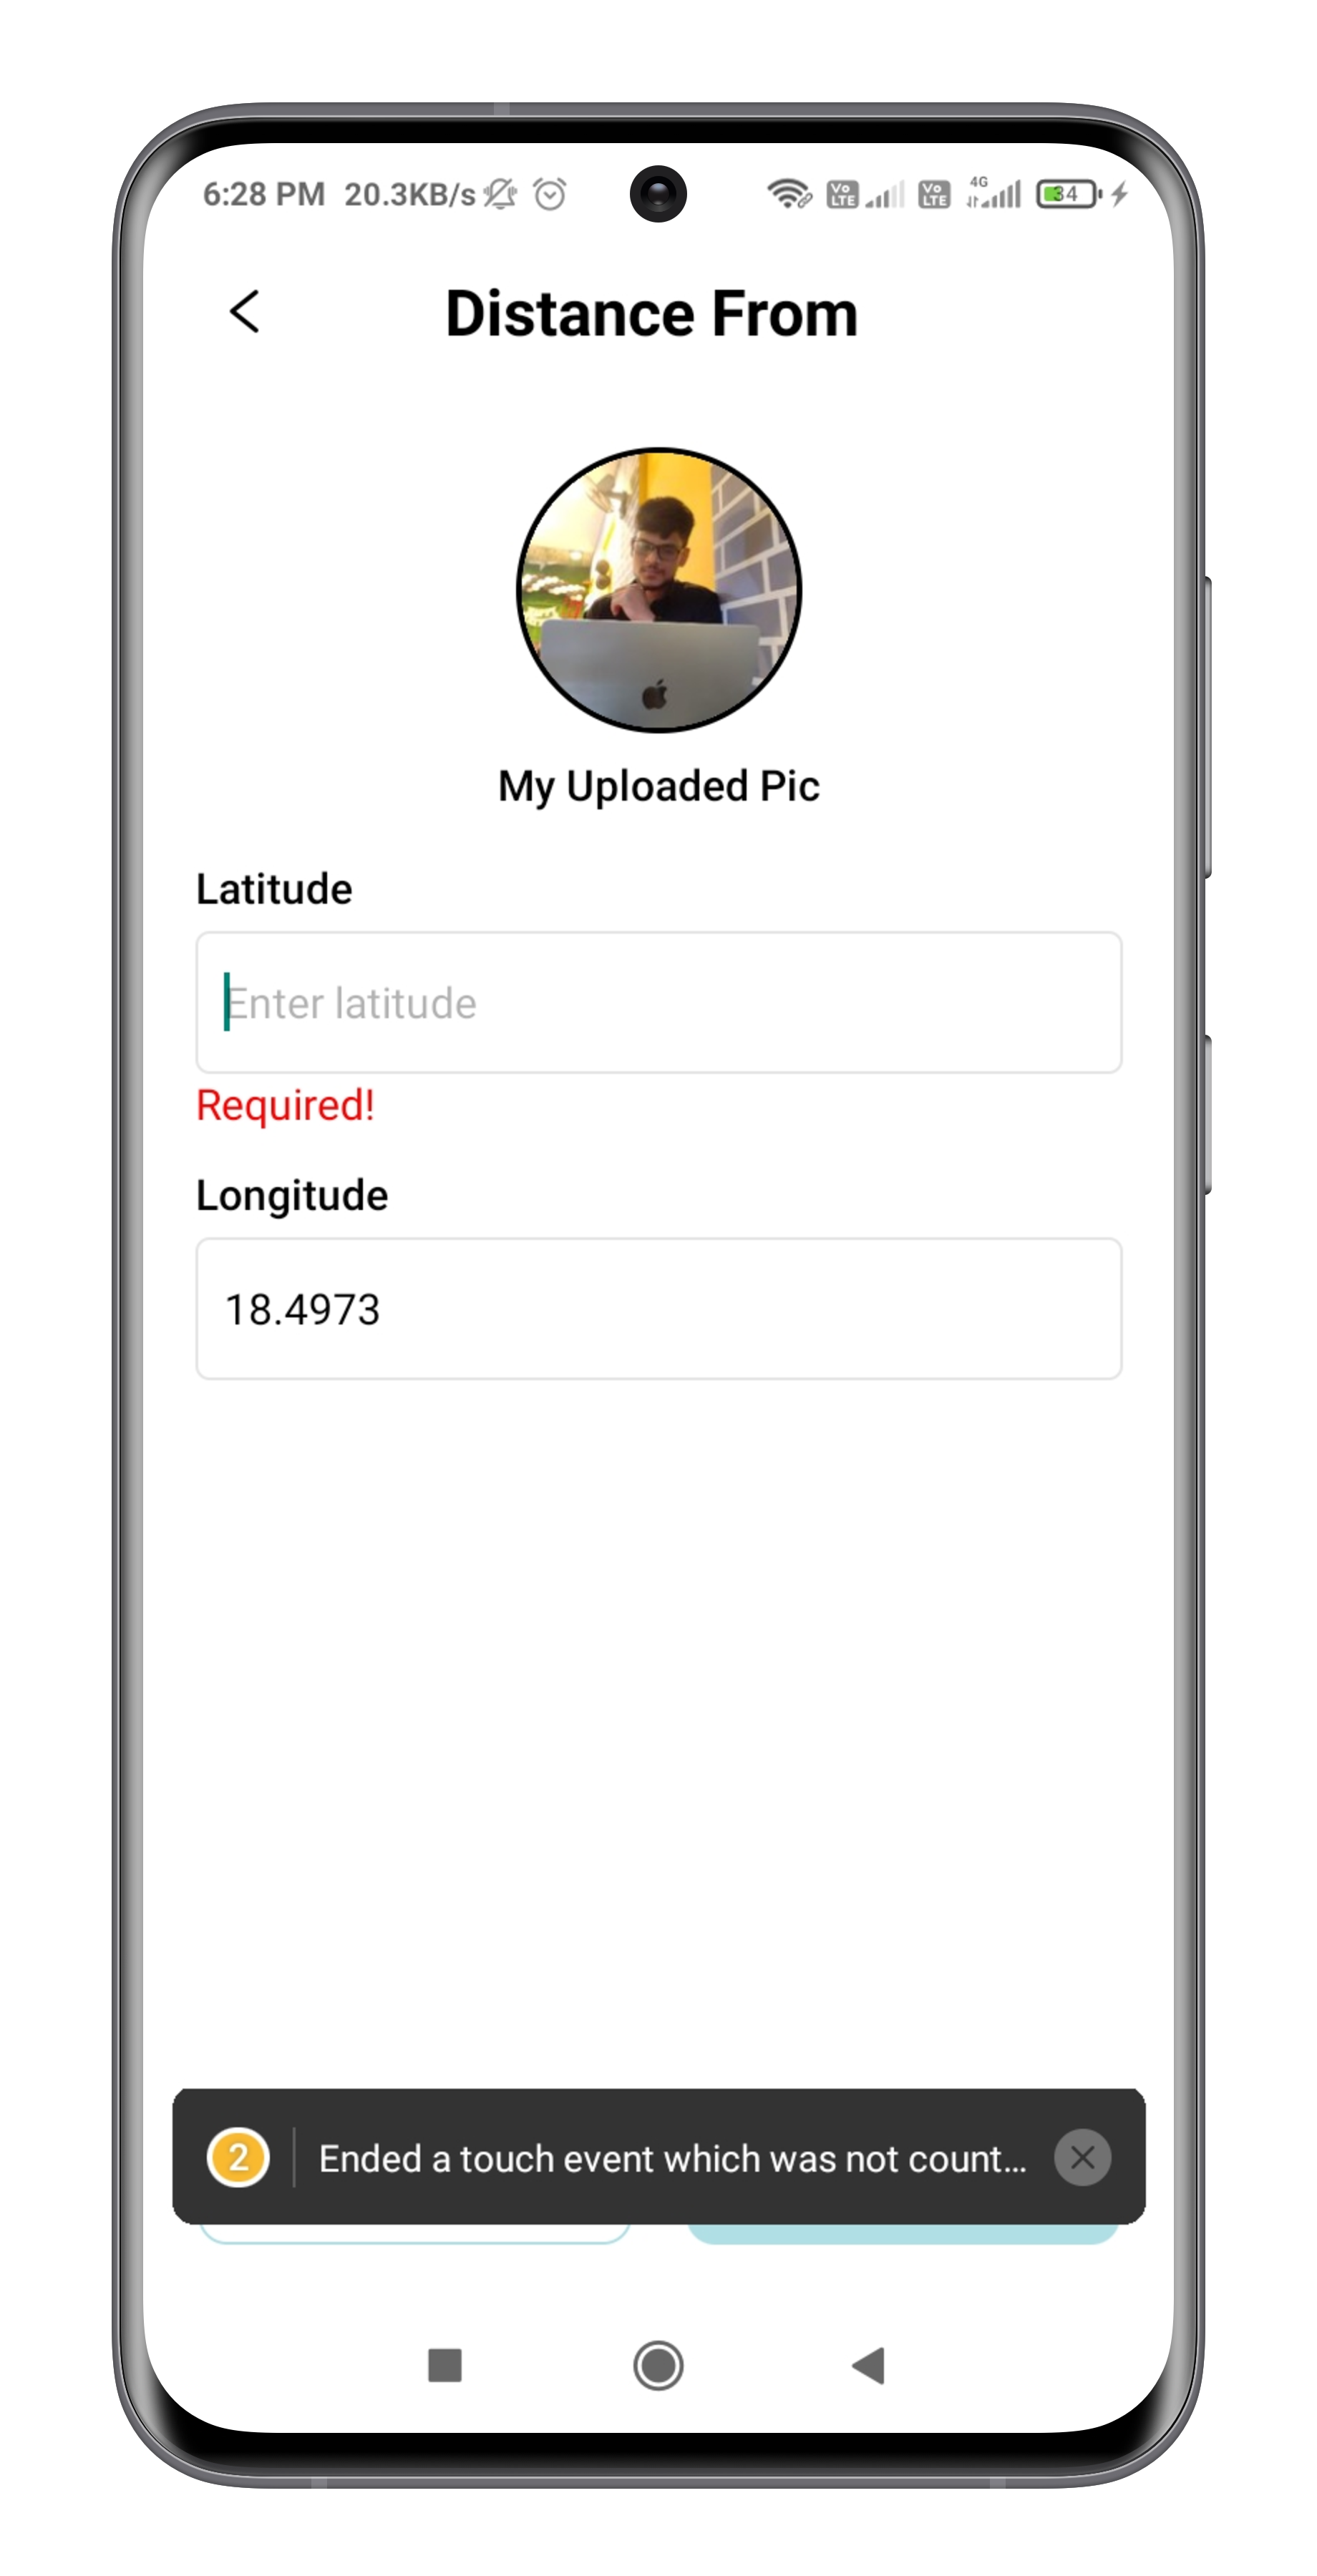 6:28 PM 20.3KB/s Vo LTE Vo LTE 4G 34
Distance From
My Uploaded Pic
Latitude
Enter latitude
Required!
Longitude
18.4973
2 Ended a touch event which was not count...